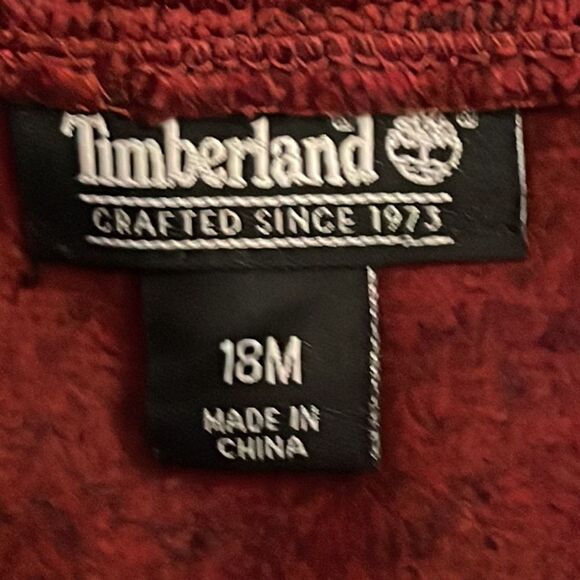 Timberland®
CRAFTED SINCE 1973
18M
MADE IN
CHINA